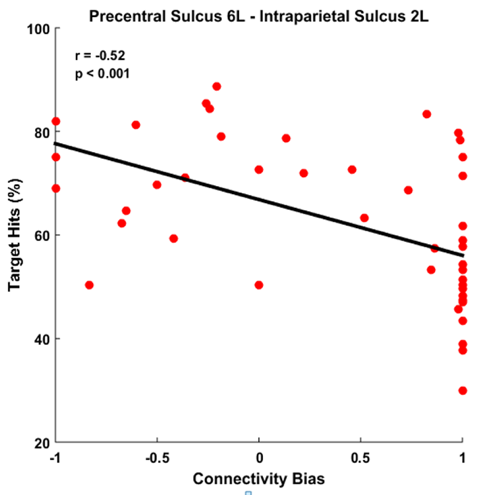 Precentral Sulcus 6L - Intraparietal Sulcus 2L
100
r = -0.52
p < 0.001
80
60
40
20
Target Hits (%)
-1 -0.5 0 0.5 1
Connectivity Bias